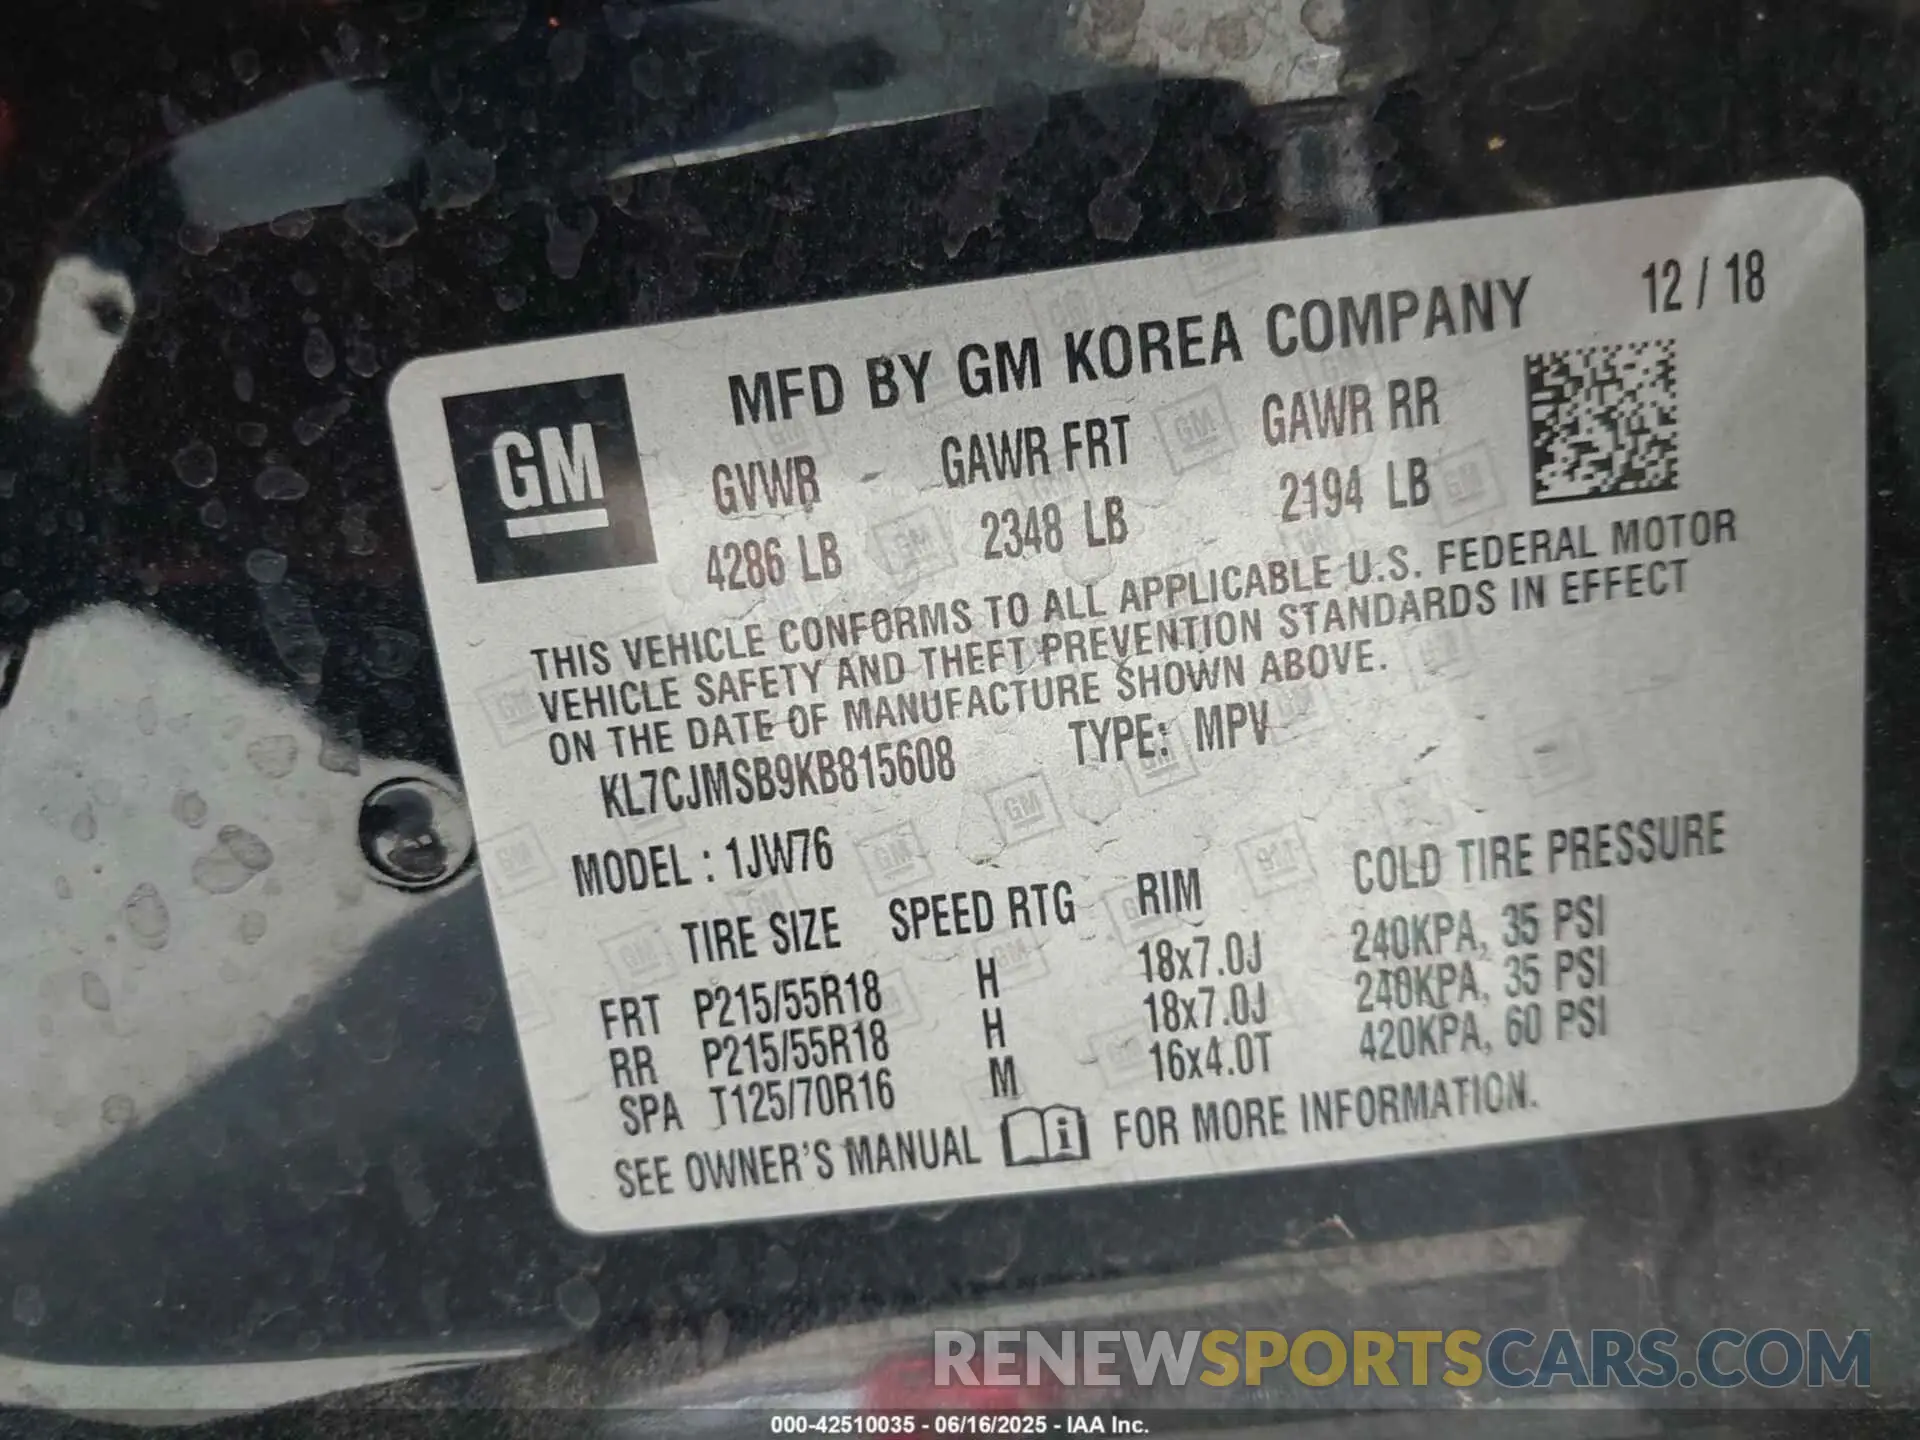 MFD BY GM KOREA COMPANY 12 / 18
GM
GVWR GAWR FRT GAWR RR
4286 LB 2348 LB 2194 LB
THIS VEHICLE CONFORMS TO ALL APPLICABLE U.S. FEDERAL MOTOR
VEHICLE SAFETY AND THEFT PREVENTION STANDARDS IN EFFECT
ON THE DATE OF MANUFACTURE SHOWN ABOVE.
KL7CJMSB9KB815608 TYPE: MPV
MODEL : 1JW76
TIRE SIZE SPEED RTG RIM COLD TIRE PRESSURE
FRT P215/55R18 H 18x7.0J 240KPA, 35 PSI
RR P215/55R18 H 18x7.0J 240KPA, 35 PSI
SPA T125/70R16 M 16x4.0T 420KPA, 60 PSI
SEE OWNER'S MANUAL i FOR MORE INFORMATION.
RENEWSPORTSCARS.COM
000-42510035 - 06/16/2025 - IAA Inc.